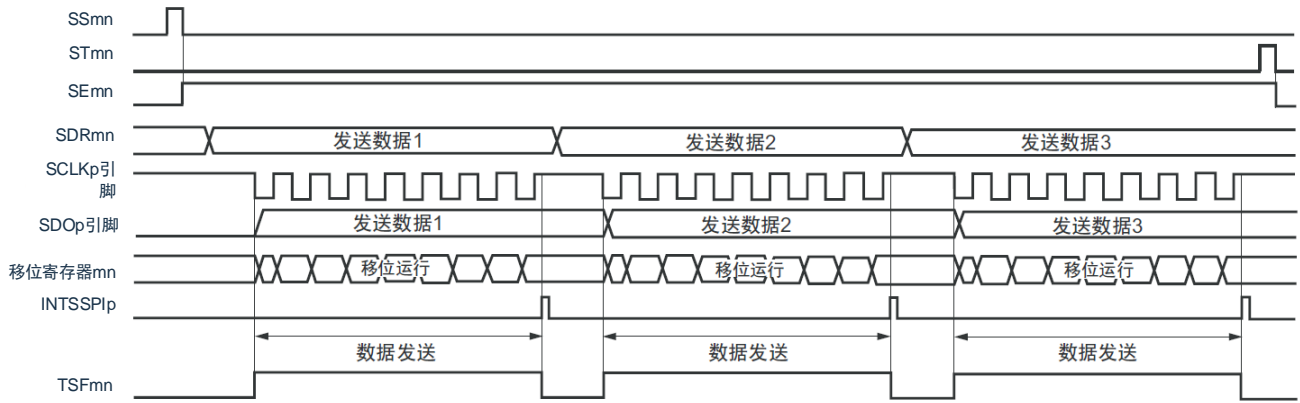 SSmn
STmn
SEmn
SDRmn
发送数据1
发送数据2
发送数据3
SCLKp引
脚
SDOp引脚
发送数据1
发送数据2
发送数据3
移位寄存器mn
移位运行
移位运行
移位运行
INTSSPIp
数据发送
数据发送
数据发送
TSFmn